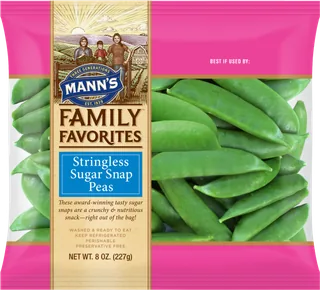 BEST IF USED BY:
THREE GENERATIONS
MANN'S
EST. 1939
FAMILY
FAVORITES
Stringless
Sugar Snap
Peas
These award-winning tasty sugar
snaps are a crunchy & nutritious
snack—right out of the bag!
WASHED & READY TO EAT
KEEP REFRIGERATED
PERISHABLE
PRESERVATIVE FREE
NET WT. 8 OZ. (227g)